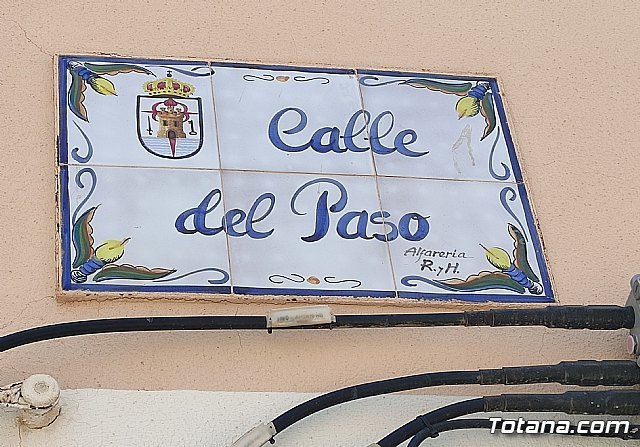 Calle
del Paso
Alfarería
R. y H.
Totana.com